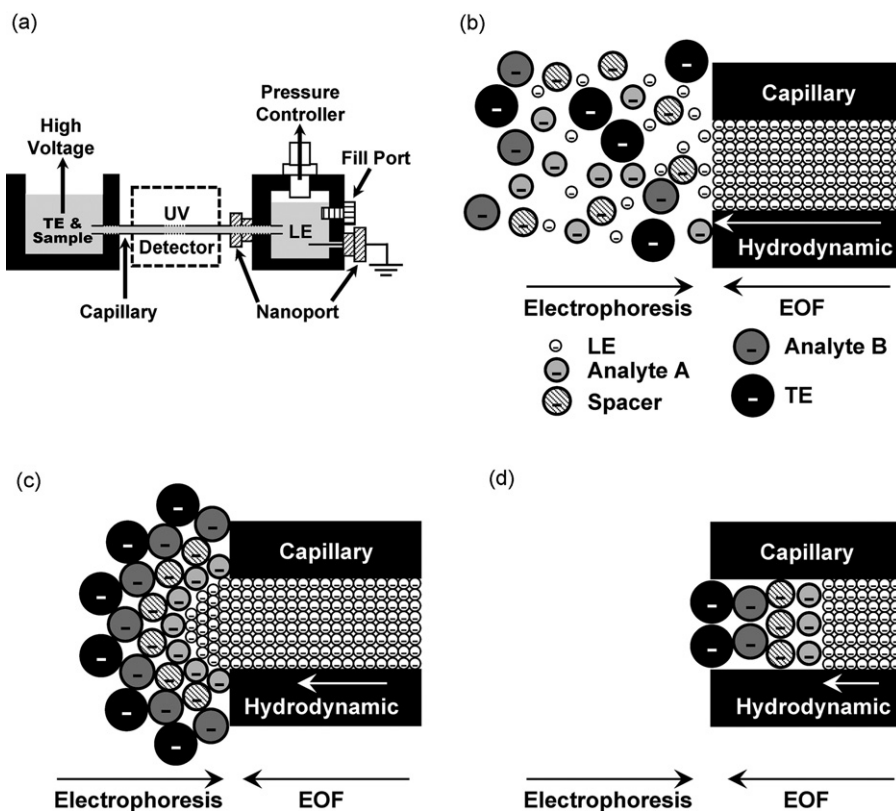 (a)
High
Voltage
TE &
Sample
Capillary
UV
Detector
Pressure
Controller
Fill Port
LE
Nanoport
(b)
Capillary
Hydrodynamic
Electrophoresis
EOF
LE
Analyte A
Spacer
Analyte B
TE
(c)
Capillary
Hydrodynamic
Electrophoresis
EOF
(d)
Capillary
Hydrodynamic
Electrophoresis
EOF